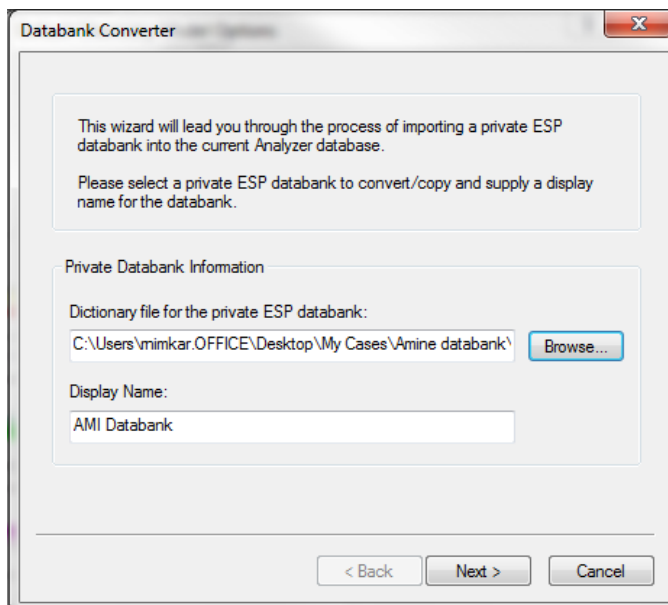 Databank Converter
This wizard will lead you through the process of importing a private ESP
databank into the current Analyzer database.
Please select a private ESP databank to convert/copy and supply a display
name for the databank.
Private Databank Information
Dictionary file for the private ESP databank:
C:\Users\mimkar.OFFICE\Desktop\My Cases\Amine databank\
Browse...
Display Name:
AMI Databank
< Back
Next >
Cancel